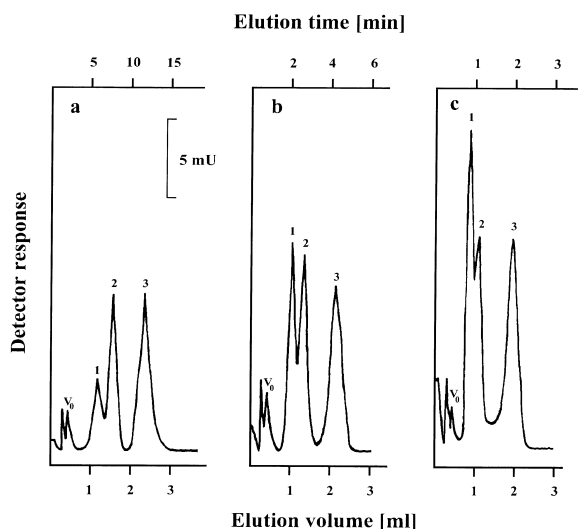 Elution time [min]
5 10 15
2 4 6
1 2 3
a
b
c
5 mU
1 2 3
1 2 3
1 2 3
V0
V0
V0
Detector response
1 2 3
1 2 3
1 2 3
Elution volume [ml]